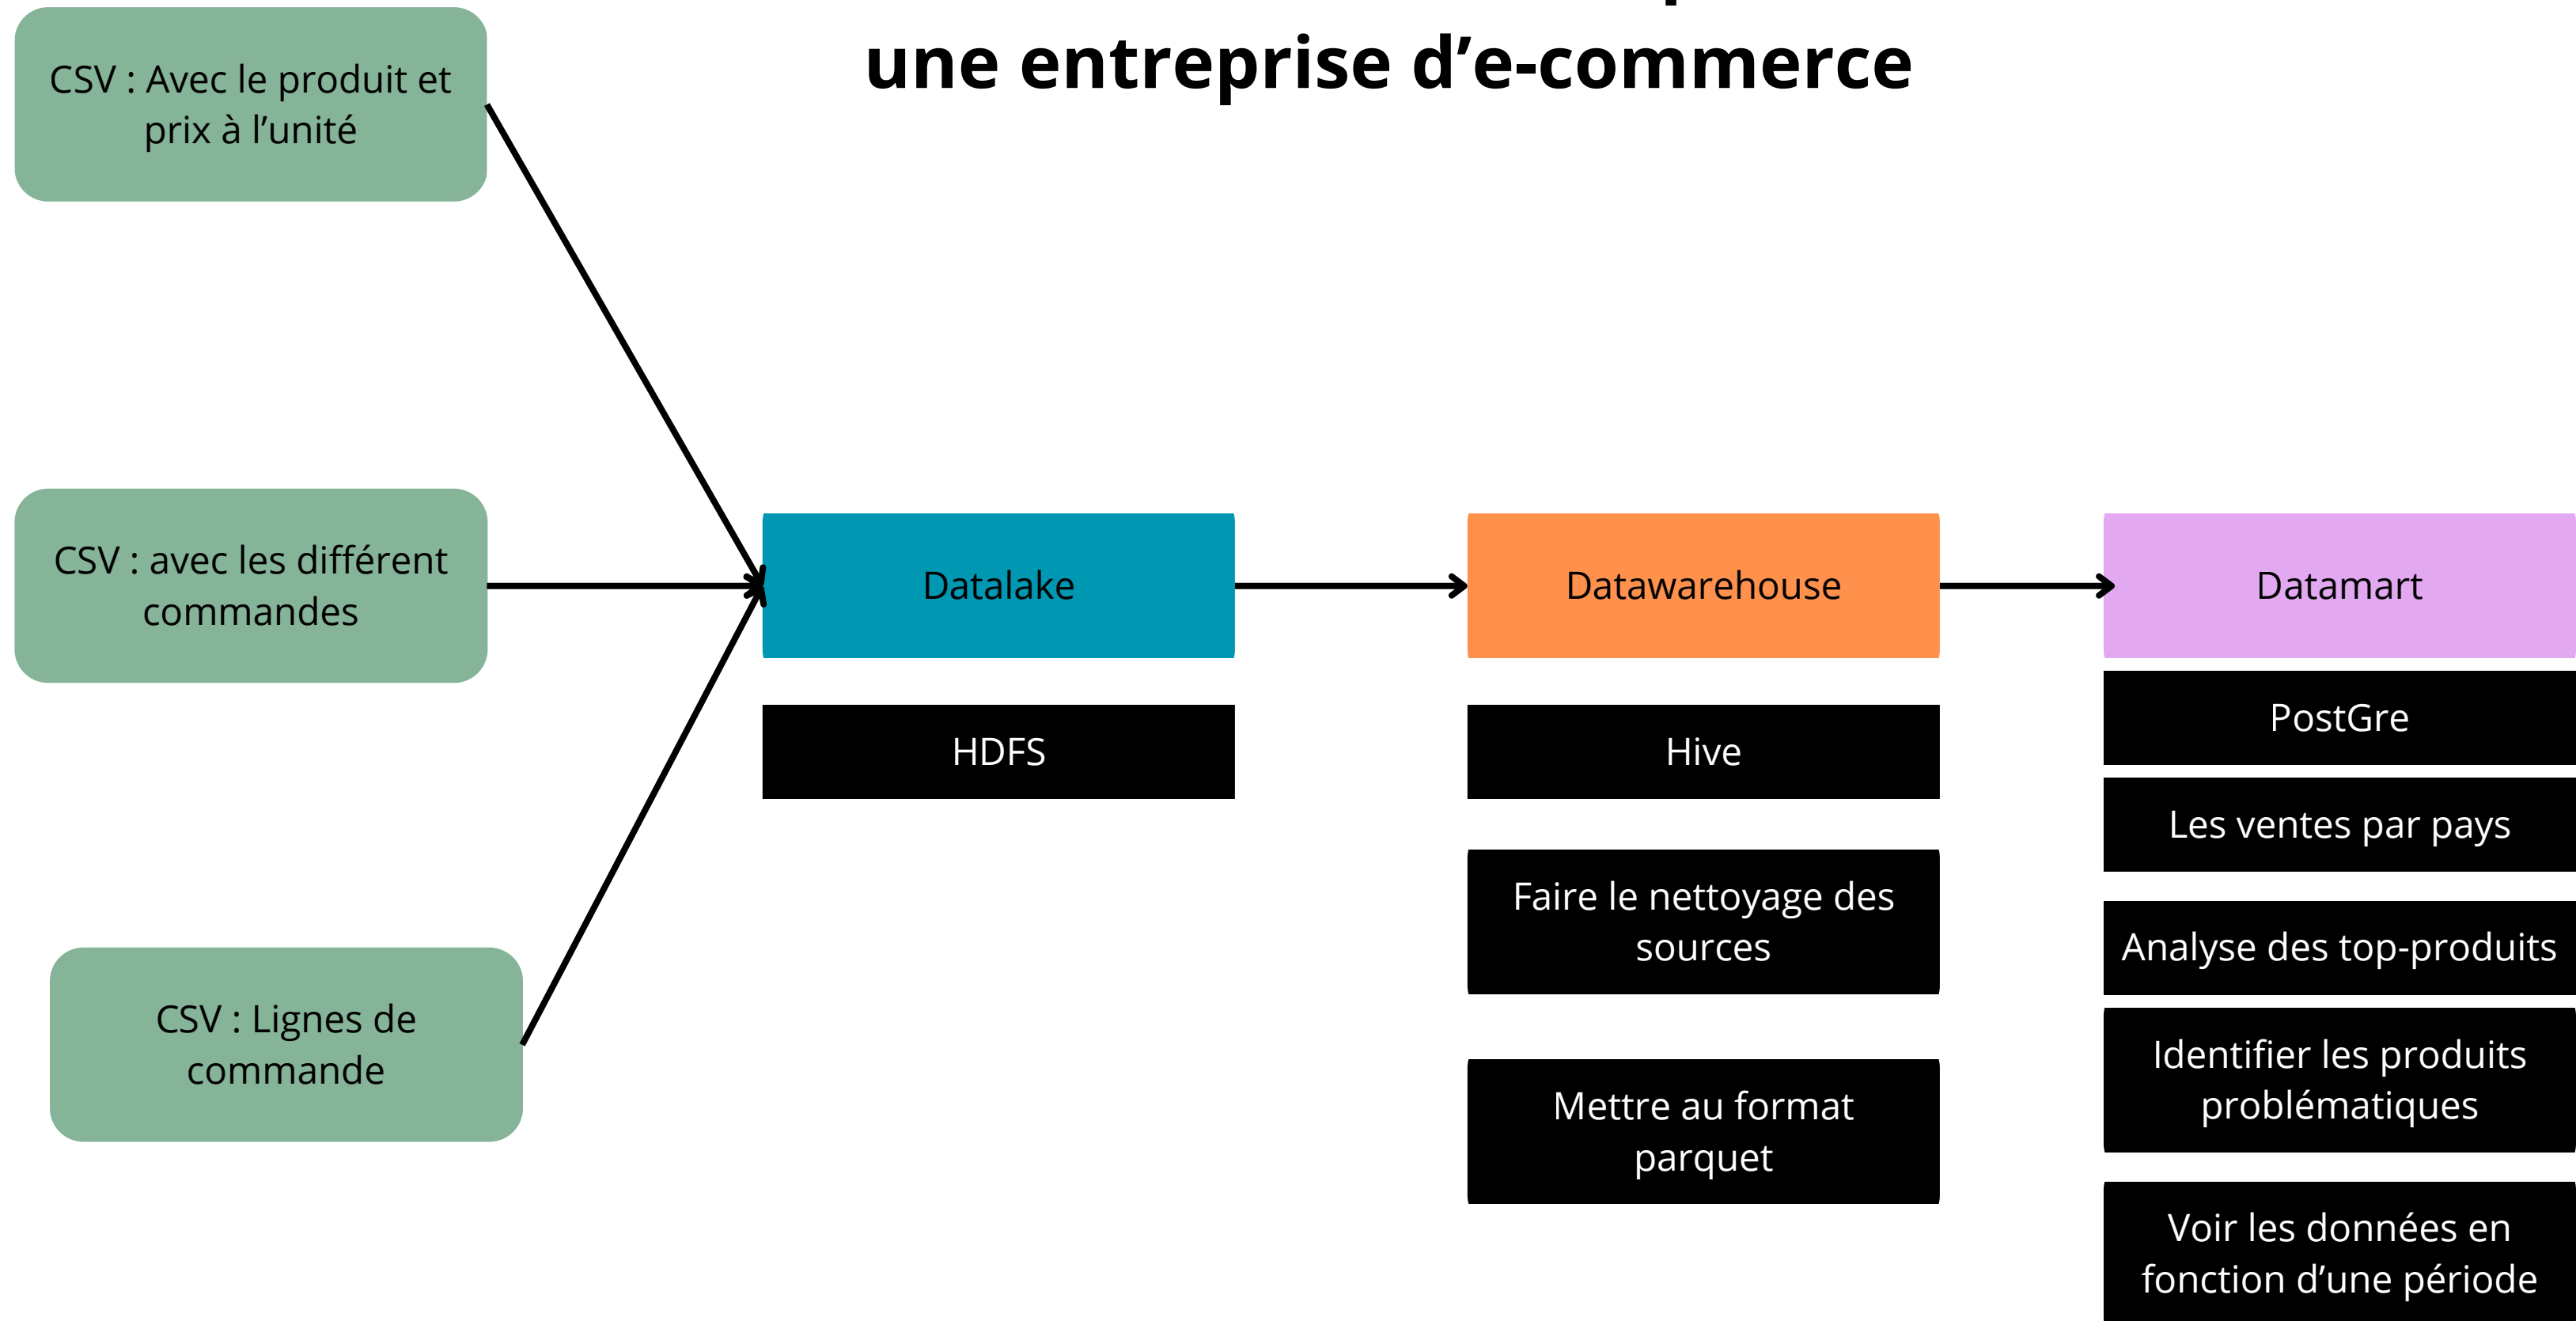 une entreprise d’e-commerce
CSV : Avec le produit et
prix à l’unité
CSV : avec les différent
commandes
CSV : Lignes de
commande
Datalake
HDFS
Datawarehouse
Hive
Faire le nettoyage des
sources
Mettre au format
parquet
Datamart
PostGre
Les ventes par pays
Analyse des top-produits
Identifier les produits
problématiques
Voir les données en
fonction d’une période